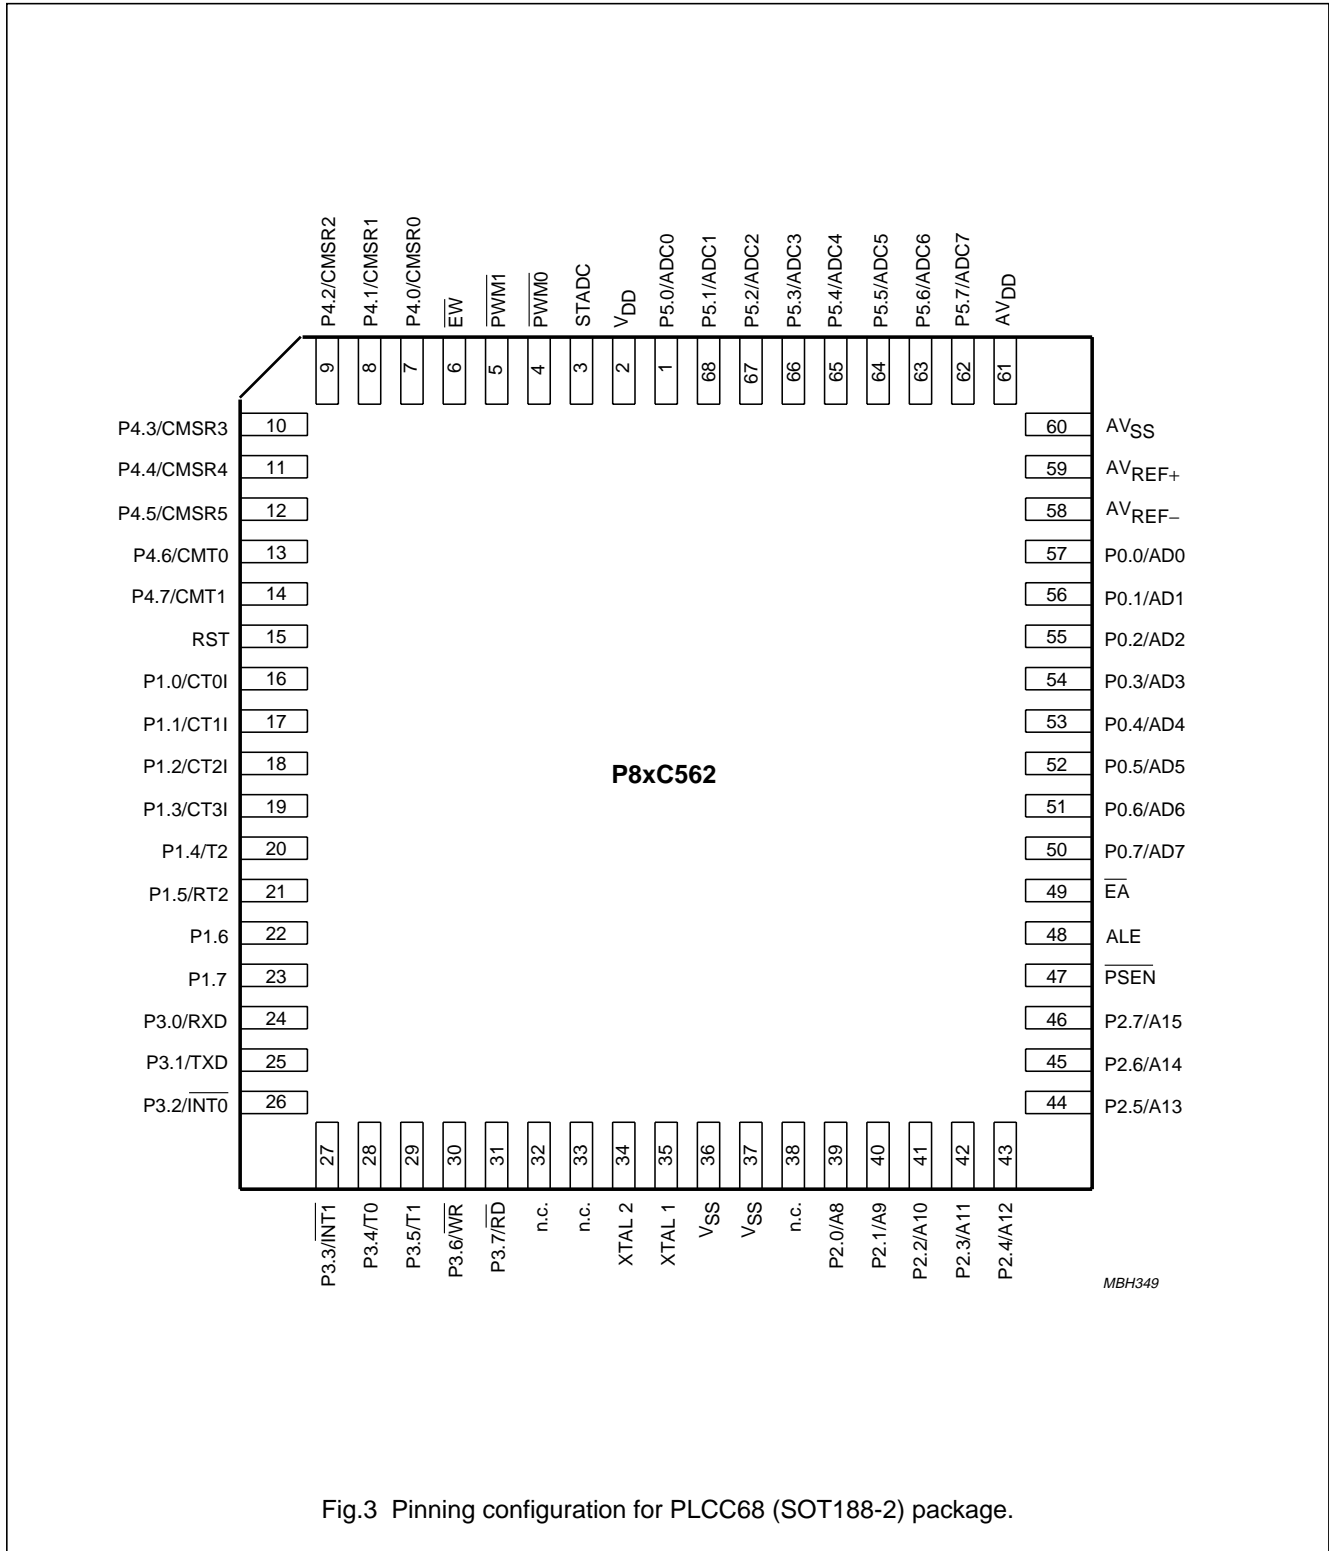 P4.2/CMSR2
P4.1/CMSR1
P4.0/CMSR0
EW
PWM1
PWM0
STADC
VDD
P5.0/ADC0
P5.1/ADC1
P5.2/ADC2
P5.3/ADC3
P5.4/ADC4
P5.5/ADC5
P5.6/ADC6
P5.7/ADC7
AVDD
9
8
7
6
5
4
3
2
1
68
67
66
65
64
63
62
61
P4.3/CMSR3 10
P4.4/CMSR4 11
P4.5/CMSR5 12
P4.6/CMT0 13
P4.7/CMT1 14
RST 15
P1.0/CT0I 16
P1.1/CT1I 17
P1.2/CT2I 18
P1.3/CT3I 19
P1.4/T2 20
P1.5/RT2 21
P1.6 22
P1.7 23
P3.0/RXD 24
P3.1/TXD 25
P3.2/INT0 26
P8xC562
60 AVSS
59 AVREF+
58 AVREF−
57 P0.0/AD0
56 P0.1/AD1
55 P0.2/AD2
54 P0.3/AD3
53 P0.4/AD4
52 P0.5/AD5
51 P0.6/AD6
50 P0.7/AD7
49 EA
48 ALE
47 PSEN
46 P2.7/A15
45 P2.6/A14
44 P2.5/A13
27
28
29
30
31
32
33
34
35
36
37
38
39
40
41
42
43
P3.3/INT1
P3.4/T0
P3.5/T1
P3.6/WR
P3.7/RD
n.c.
n.c.
XTAL 2
XTAL 1
VSS
VSS
n.c.
P2.0/A8
P2.1/A9
P2.2/A10
P2.3/A11
P2.4/A12
MBH349
Fig.3 Pinning configuration for PLCC68 (SOT188-2) package.